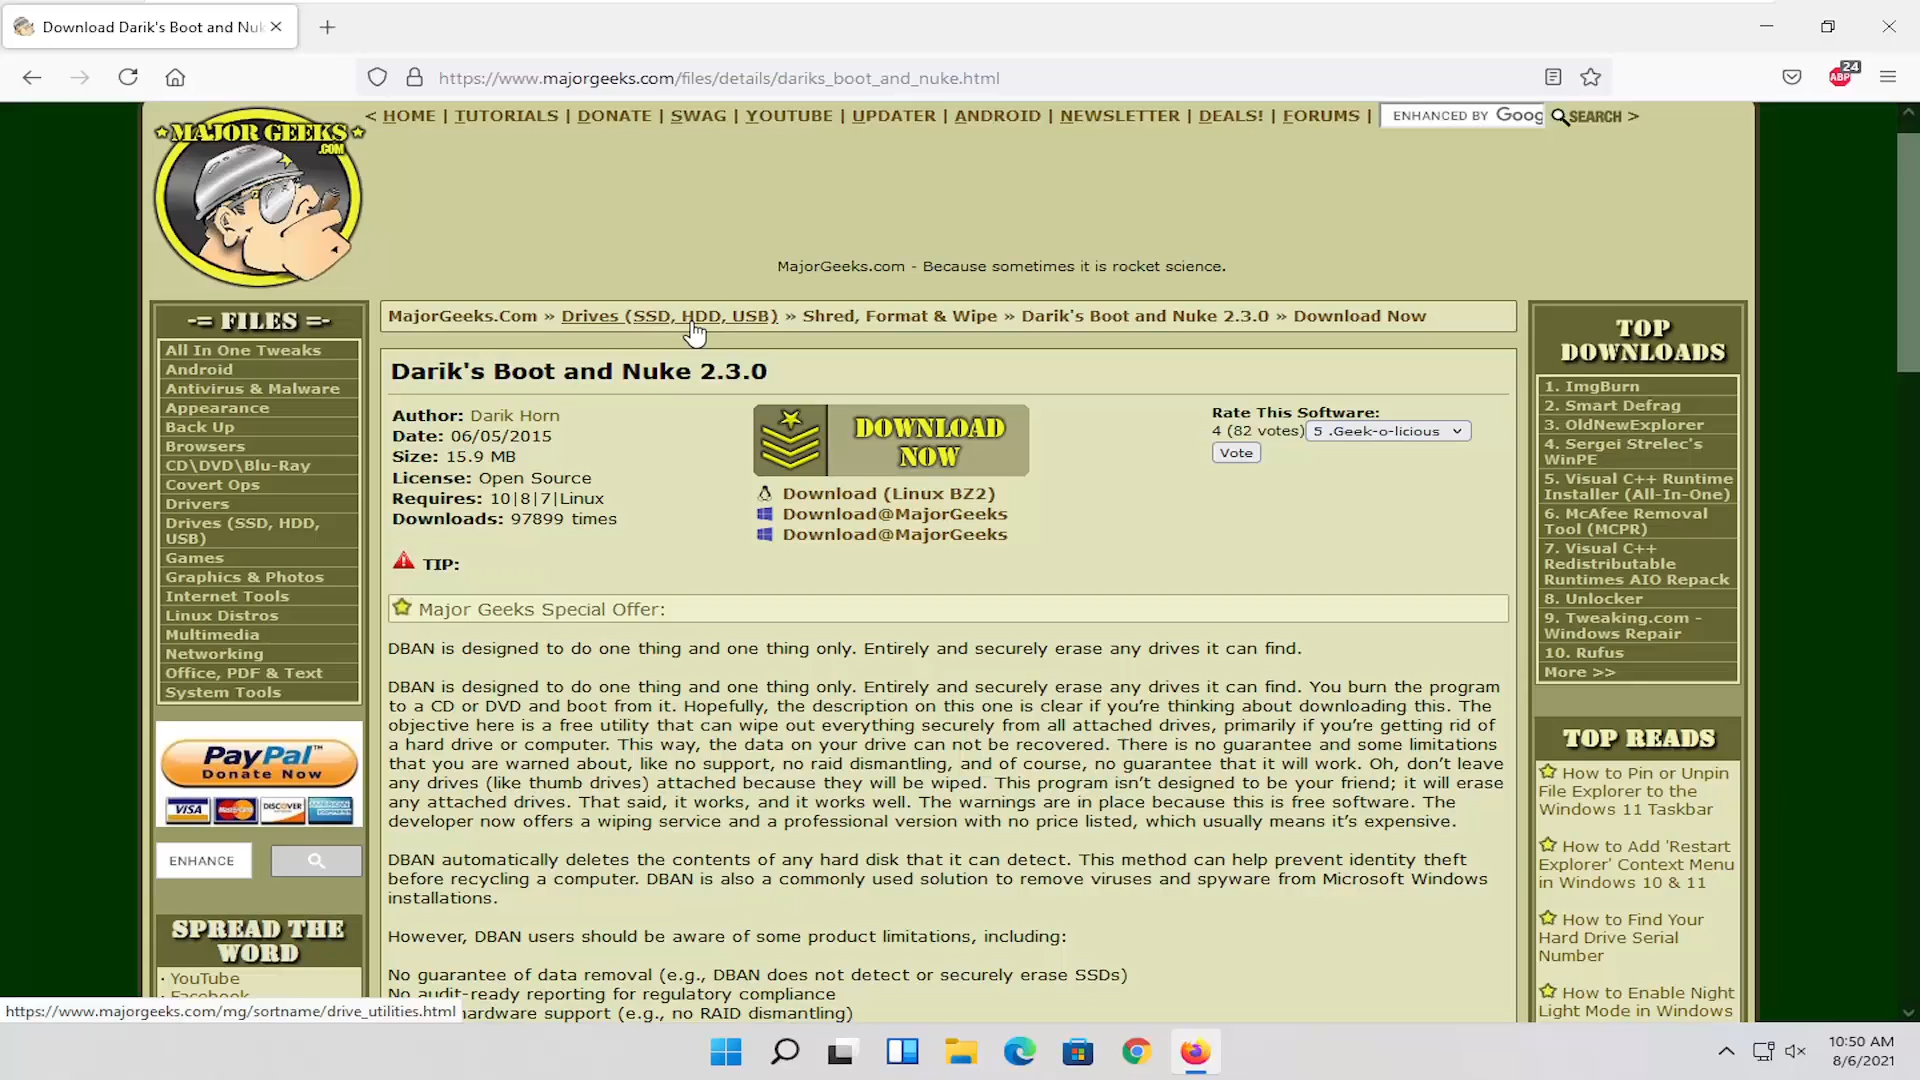 Download Darik's Boot and Nuk
https://www.majorgeeks.com/files/details/dariks_boot_and_nuke.html
24
ABP
MAJOR GEEKS
.COM
< HOME | TUTORIALS | DONATE | SWAG | YOUTUBE | UPDATER | ANDROID | NEWSLETTER | DEALS! | FORUMS |
ENHANCED BY Goog
SEARCH >
MajorGeeks.com - Because sometimes it is rocket science.
-= FILES =-
All In One Tweaks
Android
Antivirus & Malware
Appearance
Back Up
Browsers
CD\DVD\Blu-Ray
Covert Ops
Drivers
Drives (SSD, HDD,
USB)
Games
Graphics & Photos
Internet Tools
Linux Distros
Multimedia
Networking
Office, PDF & Text
System Tools
PayPal™
Donate Now
VISA
MasterCard
DISCOVER
AMERICAN EXPRESS
ENHANCE
SPREAD THE
WORD
· YouTube
· Facebook
MajorGeeks.Com » Drives (SSD, HDD, USB) » Shred, Format & Wipe » Darik's Boot and Nuke 2.3.0 » Download Now
Darik's Boot and Nuke 2.3.0
Author: Darik Horn
Date: 06/05/2015
Size: 15.9 MB
License: Open Source
Requires: 10|8|7|Linux
Downloads: 97899 times
TIP:
DOWNLOAD
NOW
Download (Linux BZ2)
Download@MajorGeeks
Download@MajorGeeks
Rate This Software:
4 (82 votes) 5 .Geek-o-licious
Vote
Major Geeks Special Offer:
DBAN is designed to do one thing and one thing only. Entirely and securely erase any drives it can find.
DBAN is designed to do one thing and one thing only. Entirely and securely erase any drives it can find. You burn the program
to a CD or DVD and boot from it. Hopefully, the description on this one is clear if you’re thinking about downloading this. The
objective here is a free utility that can wipe out everything securely from all attached drives, primarily if you’re getting rid of
a hard drive or computer. This way, the data on your drive can not be recovered. There is no guarantee and some limitations
that you are warned about, like no support, no raid dismantling, and of course, no guarantee that it will work. Oh, don’t leave
any drives (like thumb drives) attached because they will be wiped. This program isn’t designed to be your friend; it will erase
any attached drives. That said, it works, and it works well. The warnings are in place because this is free software. The
developer now offers a wiping service and a professional version with no price listed, which usually means it’s expensive.
DBAN automatically deletes the contents of any hard disk that it can detect. This method can help prevent identity theft
before recycling a computer. DBAN is also a commonly used solution to remove viruses and spyware from Microsoft Windows
installations.
However, DBAN users should be aware of some product limitations, including:
No guarantee of data removal (e.g., DBAN does not detect or securely erase SSDs)
No audit-ready reporting for regulatory compliance
hardware support (e.g., no RAID dismantling)
TOP
DOWNLOADS
1. ImgBurn
2. Smart Defrag
3. OldNewExplorer
4. Sergei Strelec's
WinPE
5. Visual C++ Runtime
Installer (All-In-One)
6. McAfee Removal
Tool (MCPR)
7. Visual C++
Redistributable
Runtimes AIO Repack
8. Unlocker
9. Tweaking.com -
Windows Repair
10. Rufus
More >>
TOP READS
How to Pin or Unpin
File Explorer to the
Windows 11 Taskbar
How to Add 'Restart
Explorer' Context Menu
in Windows 10 & 11
How to Find Your
Hard Drive Serial
Number
How to Enable Night
Light Mode in Windows
https://www.majorgeeks.com/mg/sortname/drive_utilities.html
10:50 AM
8/6/2021